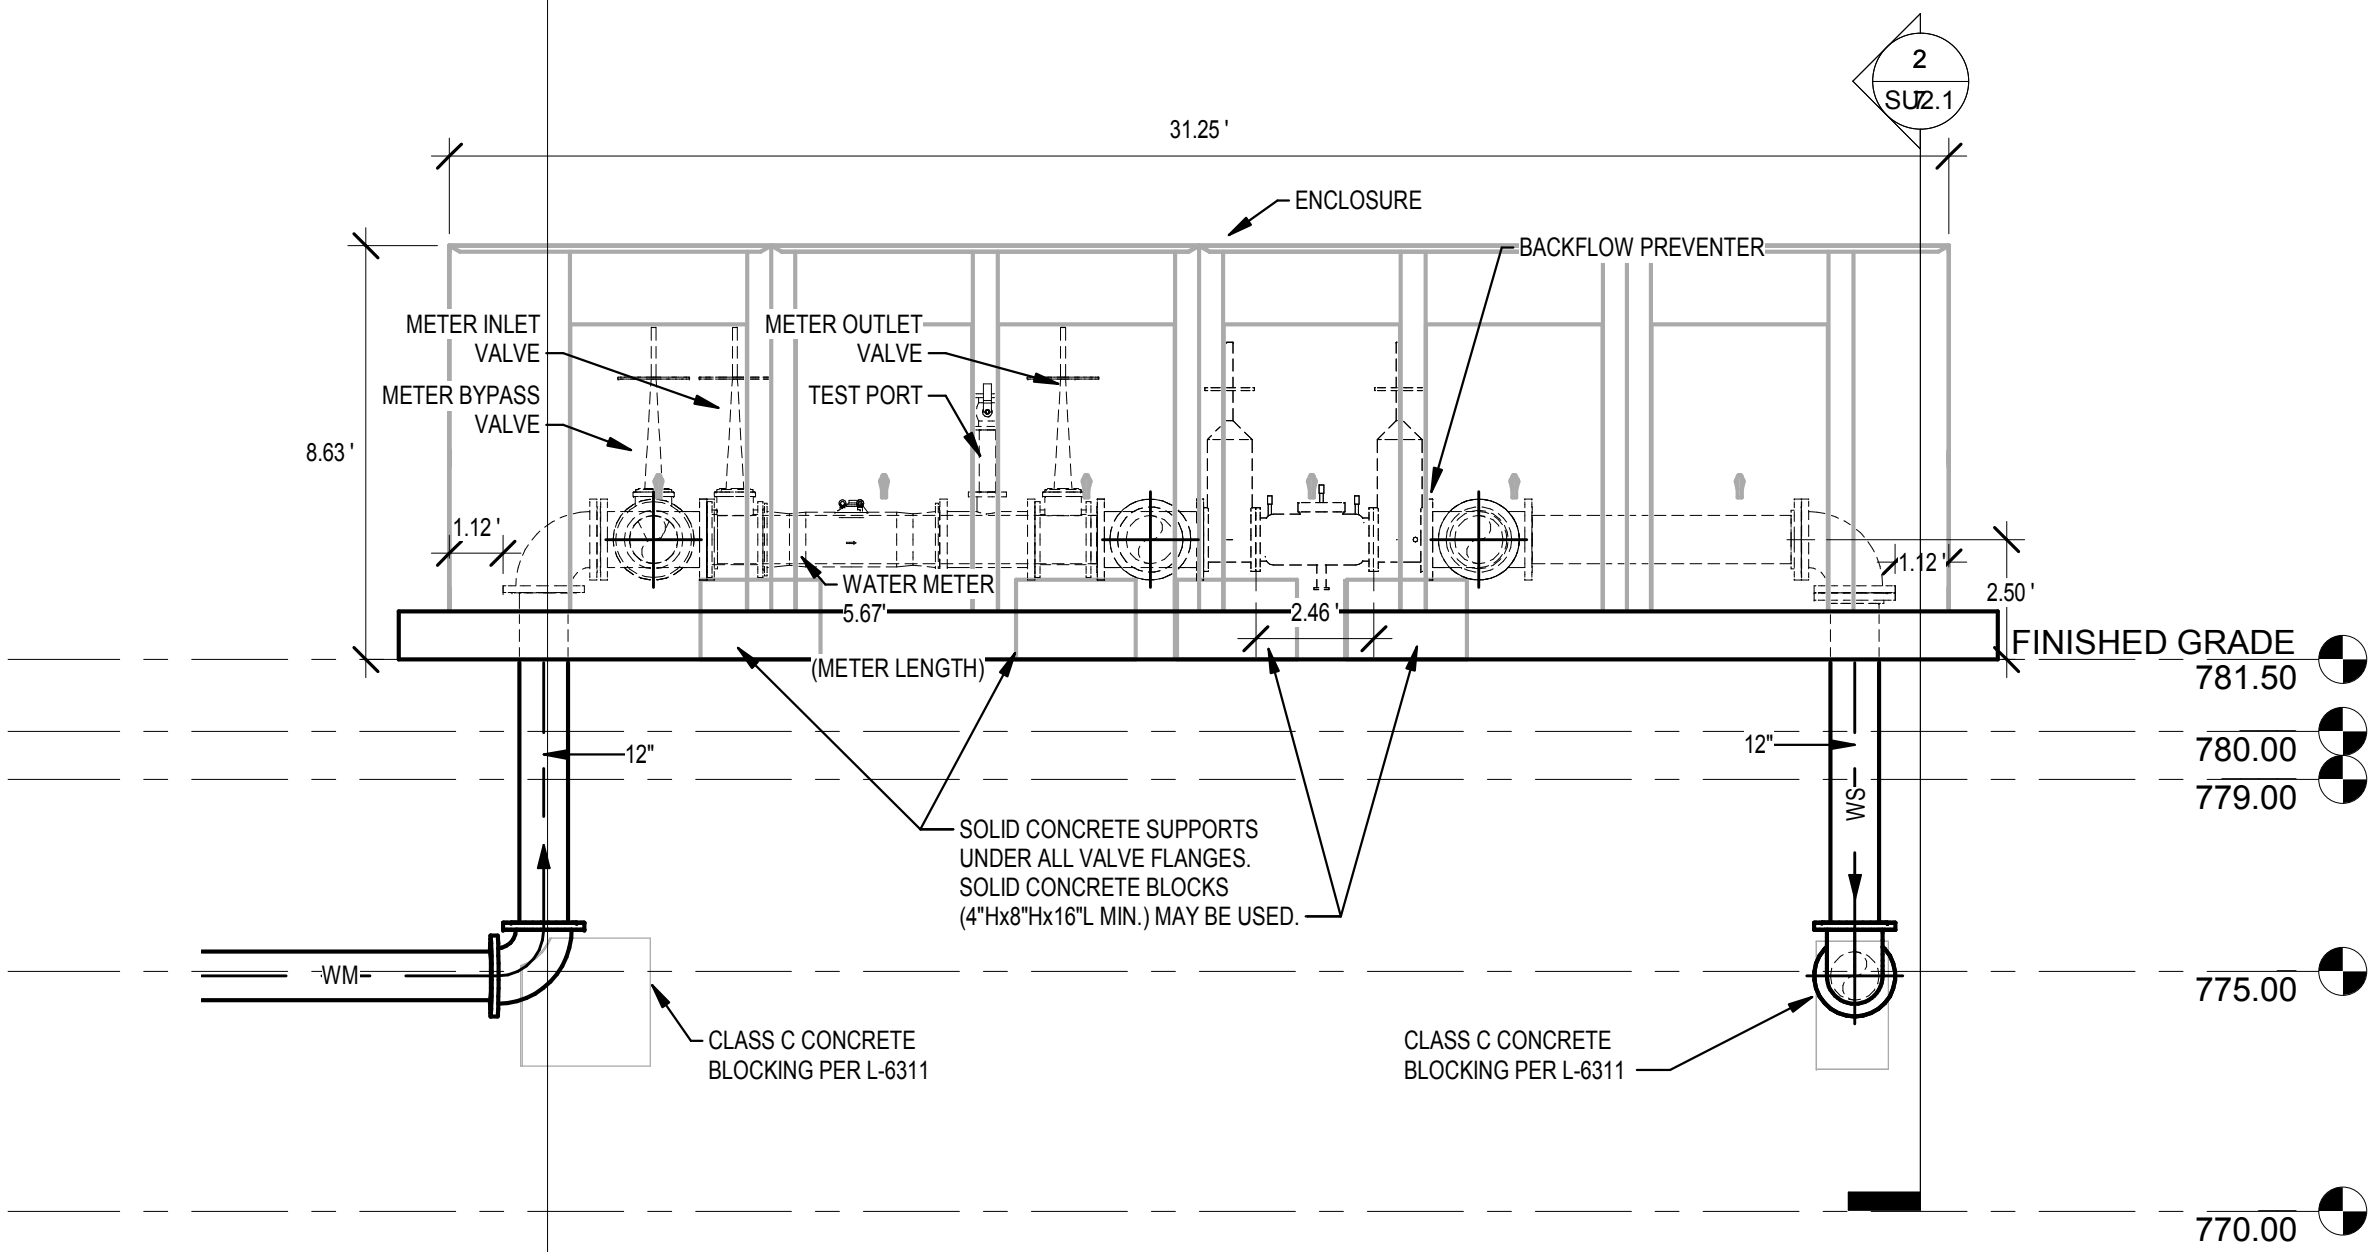 2
SU72.1
31.25 '
ENCLOSURE
BACKFLOW PREVENTER
METER INLET
VALVE
METER OUTLET
VALVE
METER BYPASS
VALVE
TEST PORT
8.63 '
1.12 '
1.12 '
WATER METER
5.67'
(METER LENGTH)
2.46 '
2.50 '
FINISHED GRADE
781.50
780.00
779.00
12"
12"
WS
SOLID CONCRETE SUPPORTS
UNDER ALL VALVE FLANGES.
SOLID CONCRETE BLOCKS
(4"Hx8"Hx16"L MIN.) MAY BE USED.
WM
775.00
CLASS C CONCRETE
BLOCKING PER L-6311
CLASS C CONCRETE
BLOCKING PER L-6311
770.00